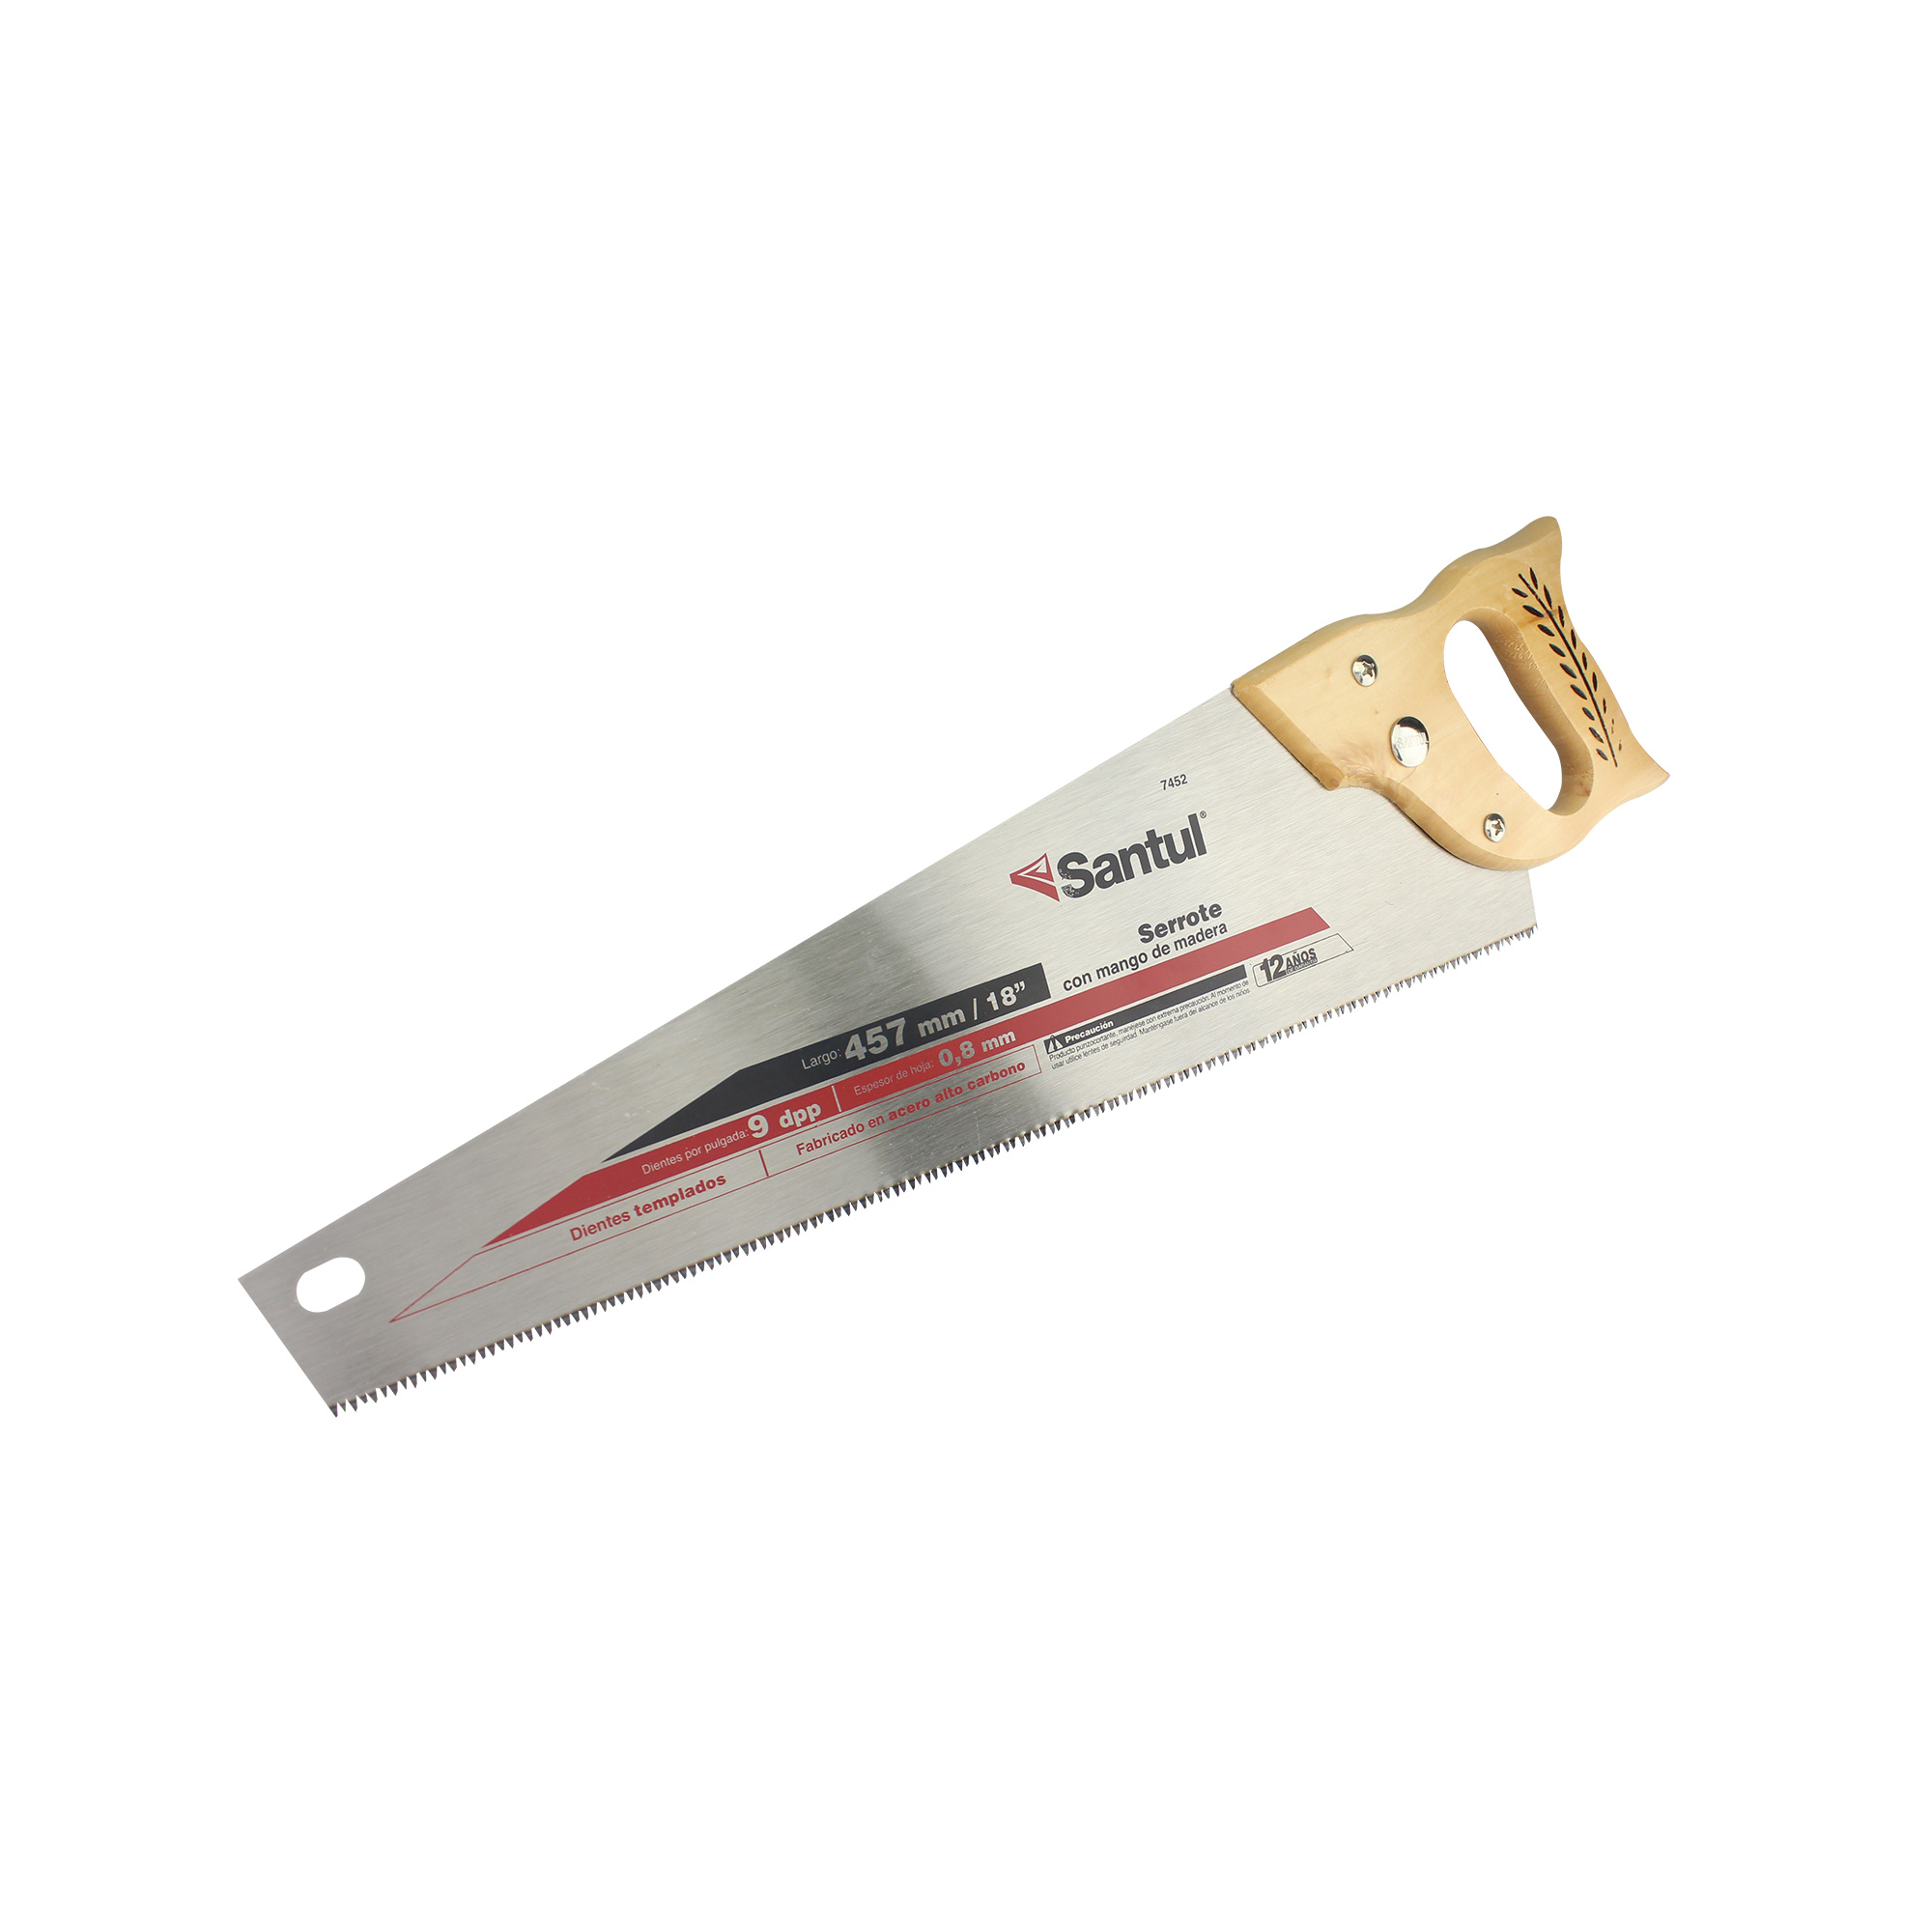 7452
Santul®
Serrote
con mango de madera
Largo: 457 mm / 18”
Dientes por pulgada: 9 dpp
Espesor de hoja: 0,8 mm
Dientes templados
Fabricado en acero alto carbono
Precaución
Producto punzocortante, manéjese con extrema precaución. Al momento de
usar utilice lentes de seguridad. Manténgase fuera del alcance de los niños.
12 AÑOS
SANTUL